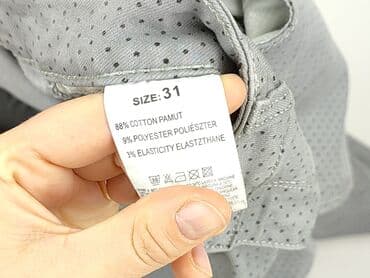 SIZE: 31
88% COTTON PAMUT
9% POLYESTER POLIÉSZTER
3% ELASTICITY ELASZTHANE